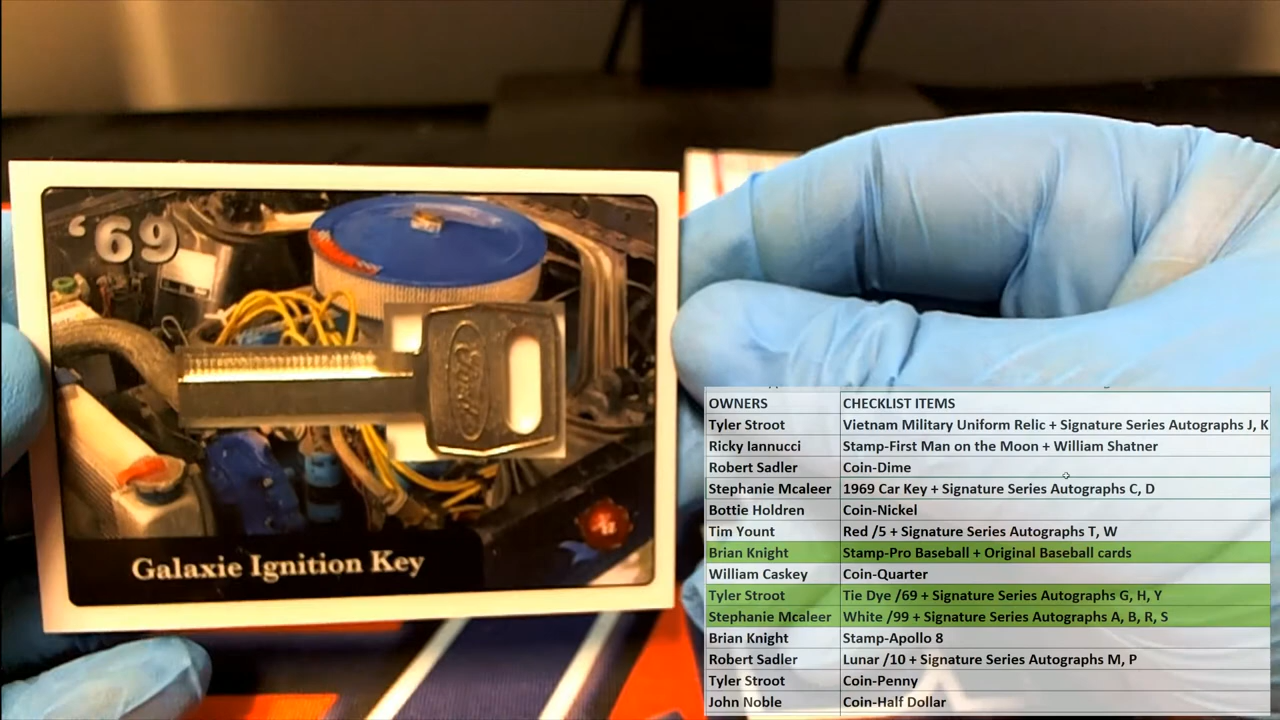 ‘69
Ford
Galaxie Ignition Key
OWNERS CHECKLIST ITEMS
Tyler Stroot Vietnam Military Uniform Relic + Signature Series Autographs J, K
Ricky Iannucci Stamp-First Man on the Moon + William Shatner
Robert Sadler Coin-Dime
Stephanie Mcaleer 1969 Car Key + Signature Series Autographs C, D
Bottie Holdren Coin-Nickel
Tim Yount Red /5 + Signature Series Autographs T, W
Brian Knight Stamp-Pro Baseball + Original Baseball cards
William Caskey Coin-Quarter
Tyler Stroot Tie Dye /69 + Signature Series Autographs G, H, Y
Stephanie Mcaleer White /99 + Signature Series Autographs A, B, R, S
Brian Knight Stamp-Apollo 8
Robert Sadler Lunar /10 + Signature Series Autographs M, P
Tyler Stroot Coin-Penny
John Noble Coin-Half Dollar